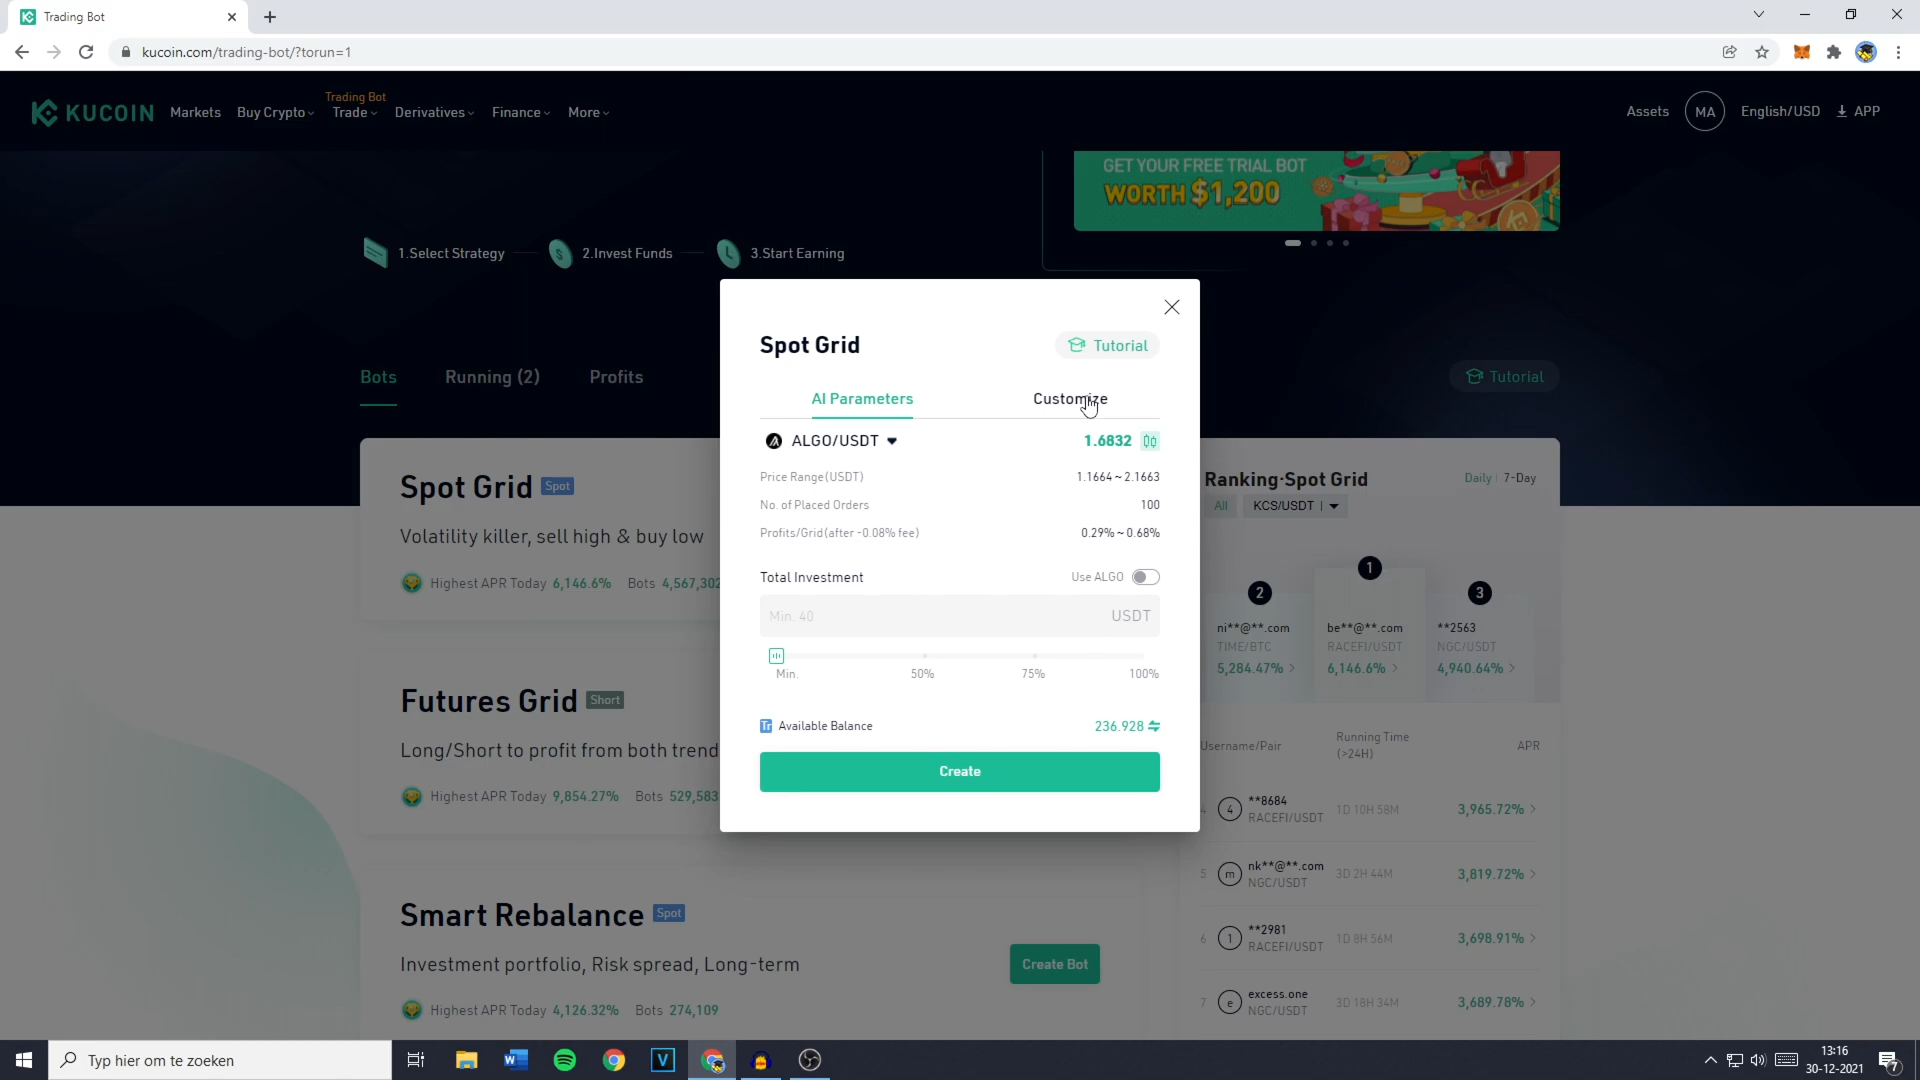 Trading Bot
kucoin.com/trading-bot/?torun=1
KUCOIN
Markets
Buy Crypto
Trading Bot
Trade
Derivatives
Finance
More
Assets
MA
English/USD
APP
GET YOUR FREE TRIAL BOT
WORTH $1,200
1.Select Strategy
2.Invest Funds
3.Start Earning
Bots
Running (2)
Profits
Tutorial
Spot Grid
Tutorial
AI Parameters
Customize
ALGO/USDT
1.6832
Price Range(USDT)
1.1664 ~ 2.1663
No. of Placed Orders
100
Profits/Grid(after -0.08% fee)
0.29% ~ 0.68%
Total Investment
Use ALGO
Min. 40
USDT
Min.
50%
75%
100%
Tr Available Balance
236.928
Create
Spot Grid Spot
Volatility killer, sell high & buy low
Highest APR Today 6,146.6% Bots 4,567,302
Futures Grid Short
Long/Short to profit from both trend
Highest APR Today 9,854.27% Bots 529,583
Smart Rebalance Spot
Investment portfolio, Risk spread, Long-term
Create Bot
Highest APR Today 4,126.32% Bots 274,109
Ranking·Spot Grid
Daily | 7-Day
All
KCS/USDT
2
ni**@**.com
TIME/BTC
5,284.47%
1
be**@**.com
RACEFI/USDT
6,146.6%
3
**2563
NGC/USDT
4,940.64%
Username/Pair
Running Time
(>24H)
APR
4 4 **8684
RACEFI/USDT
1D 10H 58M
3,965.72%
5 m nk**@**.com
NGC/USDT
3D 2H 44M
3,819.72%
6 1 **2981
RACEFI/USDT
1D 8H 56M
3,698.91%
7 e excess.one
NGC/USDT
3D 18H 34M
3,689.78%
Typ hier om te zoeken
13:16
30-12-2021
7